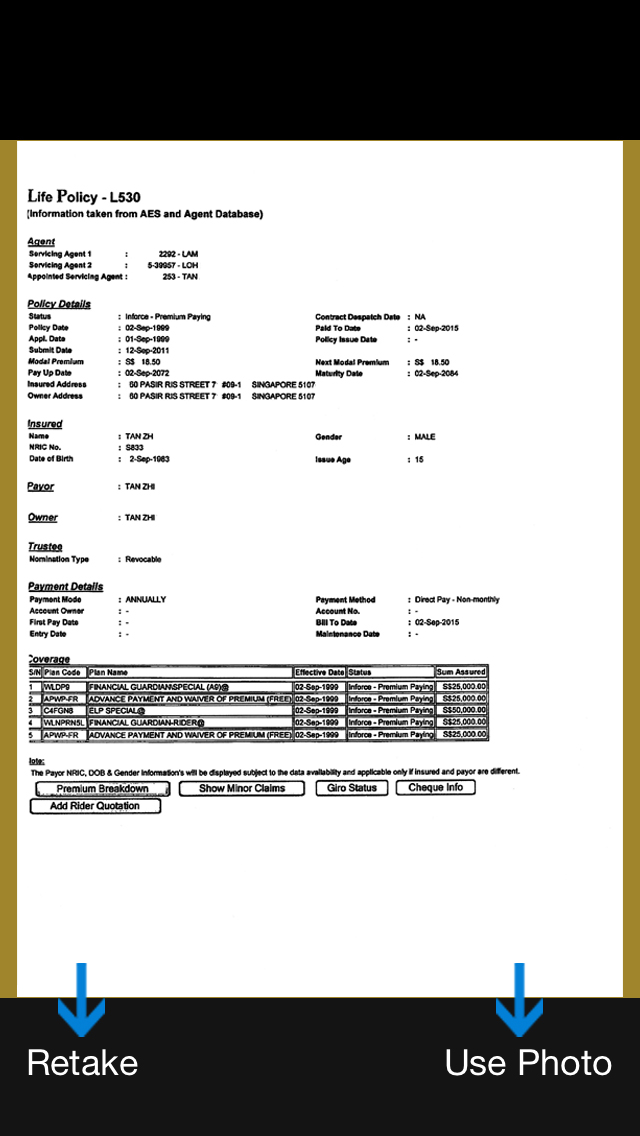 Life Policy - L530
(Information taken from AES and Agent Database)
Agent
Servicing Agent 1 : 2292 - LAM
Servicing Agent 2 : 5-39957 - LOH
Appointed Servicing Agent : 253 - TAN
Policy Details
Status : Inforce - Premium Paying Contract Despatch Date : NA
Policy Date : 02-Sep-1999 Paid To Date : 02-Sep-2015
Appl. Date : 01-Sep-1999 Policy Issue Date : -
Submit Date : 12-Sep-2011
Modal Premium : S$ 18.50 Next Modal Premium : S$ 18.50
Pay Up Date : 02-Sep-2072 Maturity Date : 02-Sep-2084
Insured Address : 60 PASIR RIS STREET 7 #09-1 SINGAPORE 5107
Owner Address : 60 PASIR RIS STREET 7 #09-1 SINGAPORE 5107
Insured
Name : TAN ZH Gender : MALE
NRIC No. : S833
Date of Birth : 2-Sep-1983 Issue Age : 15
Payor : TAN ZHI
Owner : TAN ZHI
Trustee
Nomination Type : Revocable
Payment Details
Payment Mode : ANNUALLY Payment Method : Direct Pay - Non-monthly
Account Owner : - Account No. : -
First Pay Date : - Bill To Date : 02-Sep-2015
Entry Date : - Maintenance Date : -
Coverage
S/N Plan Code Plan Name Effective Date Status Sum Assured
1 WLDP9 FINANCIAL GUARDIAN\SPECIAL (A9)@ 02-Sep-1999 Inforce - Premium Paying S$25,000.00
2 APWP-FR ADVANCE PAYMENT AND WAIVER OF PREMIUM (FREE) 02-Sep-1999 Inforce - Premium Paying S$25,000.00
3 C4FGN8 ELP SPECIAL@ 02-Sep-1999 Inforce - Premium Paying S$50,000.00
4 WLNPRN5L FINANCIAL GUARDIAN-RIDER@ 02-Sep-1999 Inforce - Premium Paying S$25,000.00
5 APWP-FR ADVANCE PAYMENT AND WAIVER OF PREMIUM (FREE) 02-Sep-1999 Inforce - Premium Paying S$25,000.00
lote:
The Payor NRIC, DOB & Gender information's will be displayed subject to the data availability and applicable only if insured and payor are different.
Premium Breakdown Show Minor Claims Giro Status Cheque Info
Add Rider Quotation
Retake Use Photo